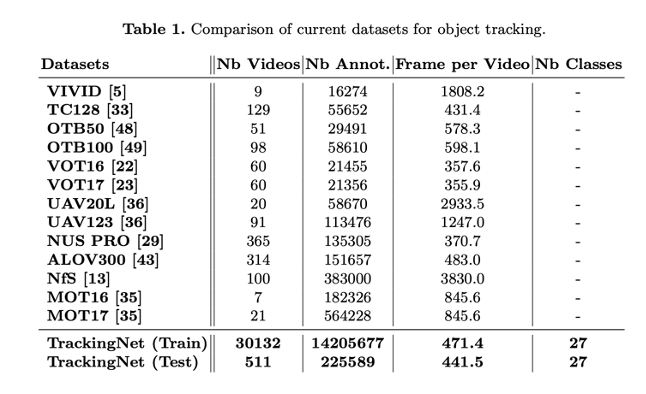 Table 1. Comparison of current datasets for object tracking.
Datasets Nb Videos Nb Annot. Frame per Video Nb Classes
VIVID [5] 9 16274 1808.2 -
TC128 [33] 129 55652 431.4 -
OTB50 [48] 51 29491 578.3 -
OTB100 [49] 98 58610 598.1 -
VOT16 [22] 60 21455 357.6 -
VOT17 [23] 60 21356 355.9 -
UAV20L [36] 20 58670 2933.5 -
UAV123 [36] 91 113476 1247.0 -
NUS PRO [29] 365 135305 370.7 -
ALOV300 [43] 314 151657 483.0 -
NfS [13] 100 383000 3830.0 -
MOT16 [35] 7 182326 845.6 -
MOT17 [35] 21 564228 845.6 -
TrackingNet (Train) 30132 14205677 471.4 27
TrackingNet (Test) 511 225589 441.5 27